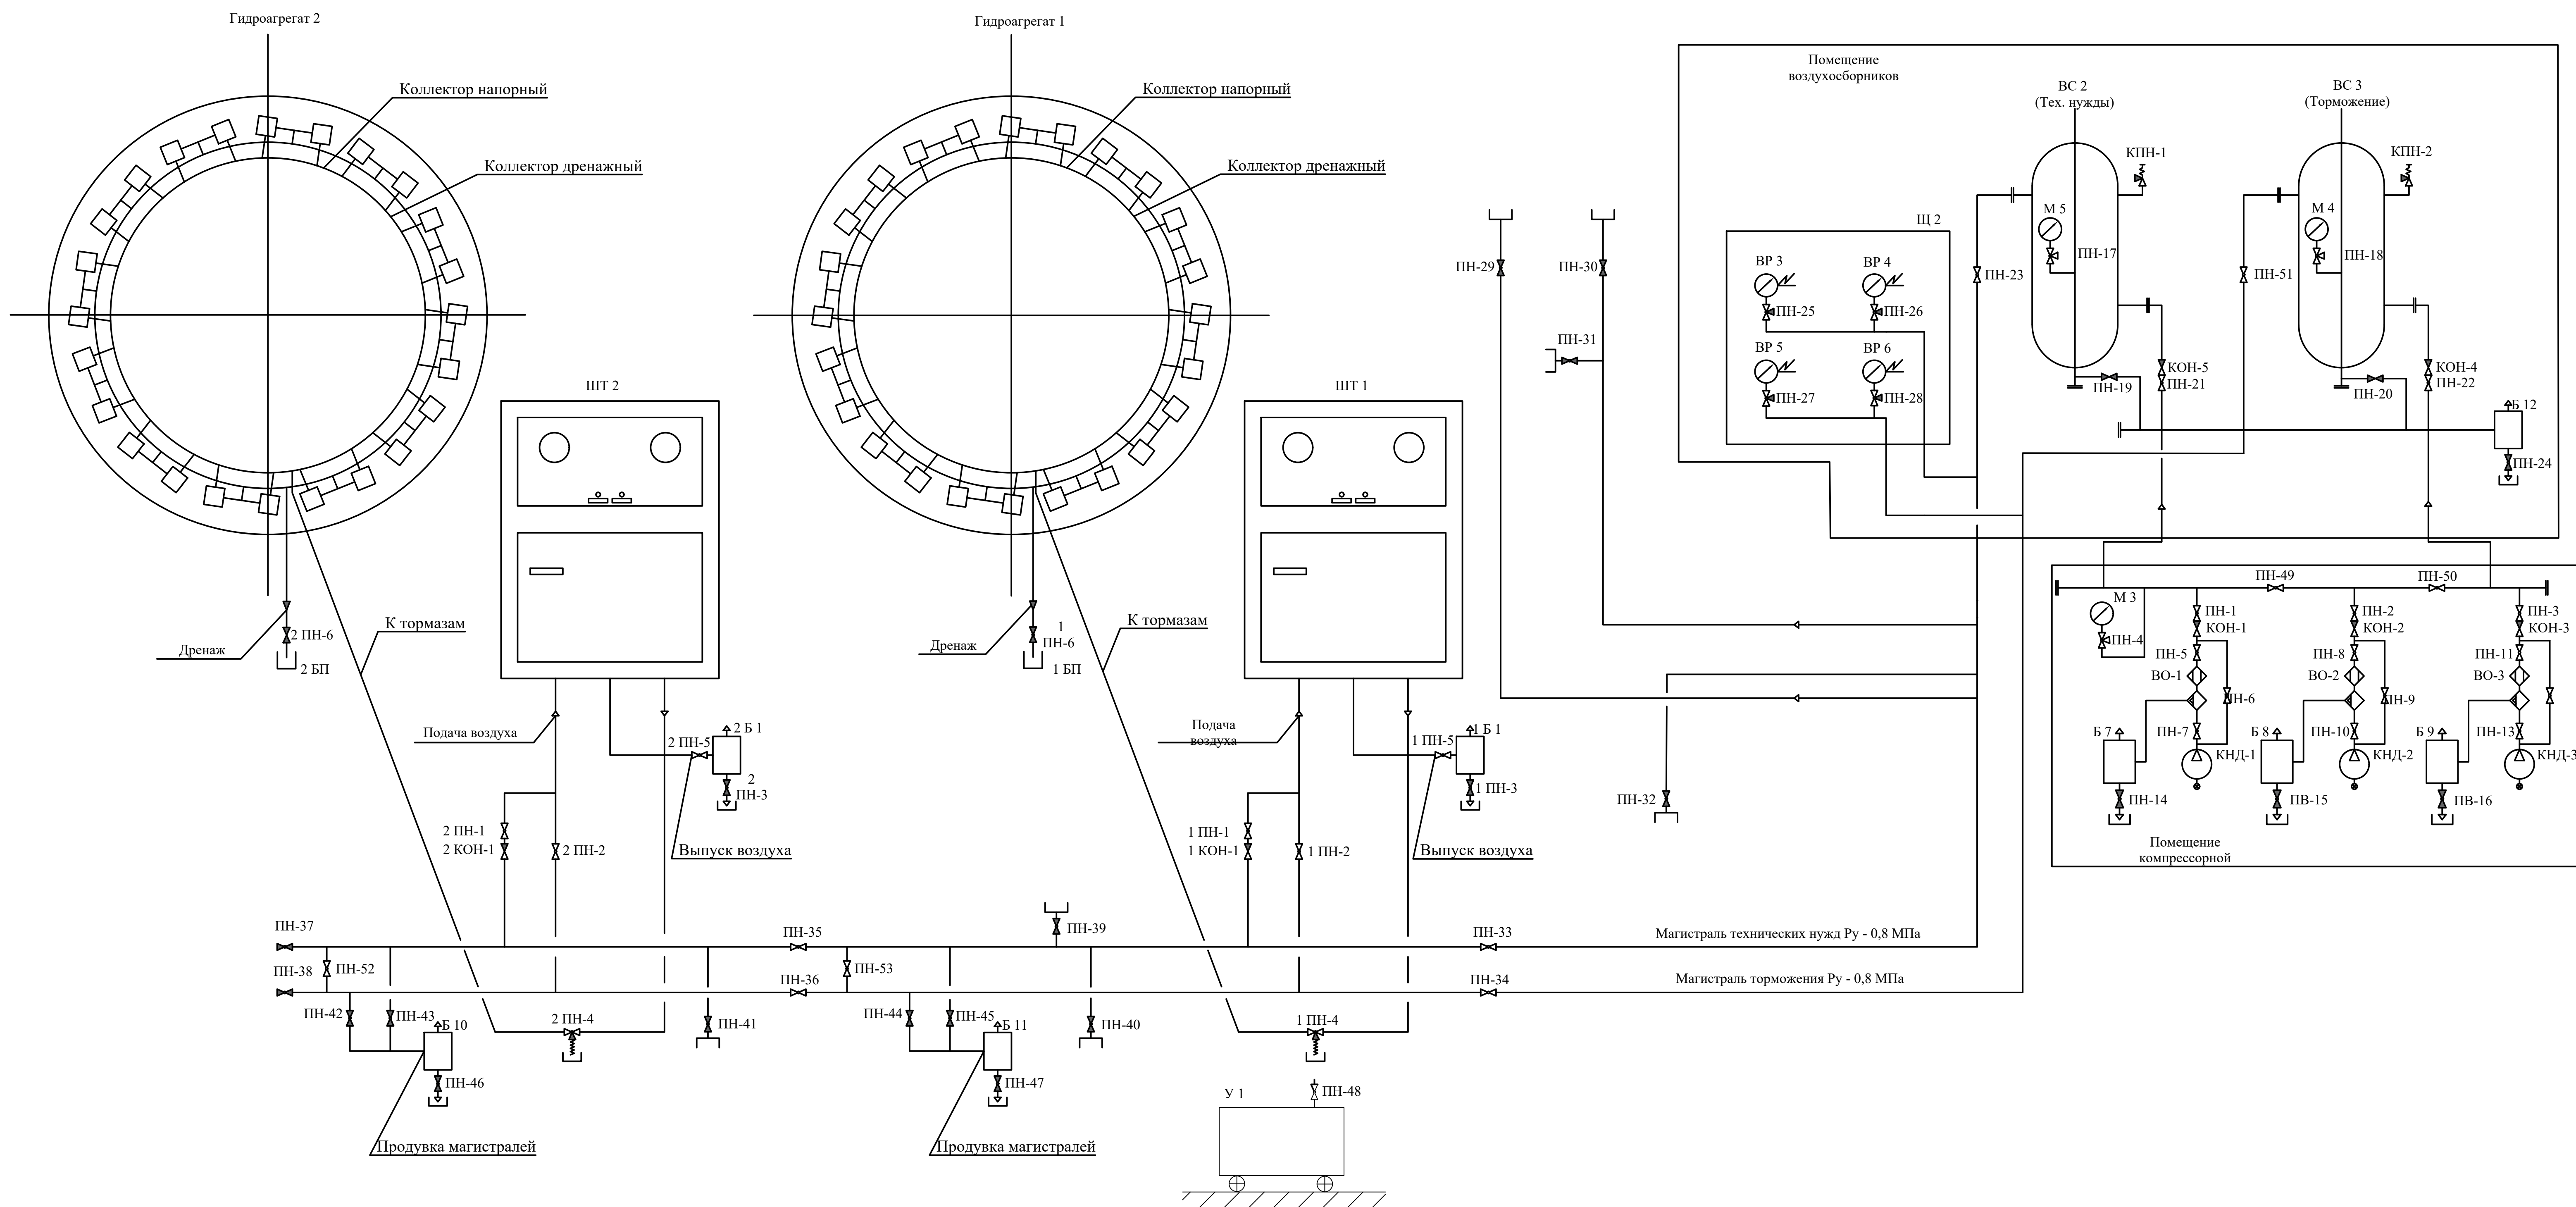 Гидроагрегат 2
Коллектор напорный
Коллектор дренажный
ШТ 2
К тормазам
Дренаж
2 ПН-6
2 БП
Подача воздуха
2 ПН-5
2 Б 1
2
ПН-3
2 ПН-1
2 КОН-1
2 ПН-2
Выпуск воздуха
Гидроагрегат 1
Коллектор напорный
Коллектор дренажный
ШТ 1
К тормазам
Дренаж
1
ПН-6
1 БП
Подача
воздуха
1 ПН-5
1 Б 1
1 ПН-3
1 ПН-1
1 КОН-1
1 ПН-2
Выпуск воздуха
ПН-37
ПН-38
ПН-52
ПН-35
ПН-36
ПН-53
ПН-39
ПН-33
ПН-34
Магистраль технических нужд Ру - 0,8 МПа
Магистраль торможения Ру - 0,8 МПа
ПН-42
ПН-43
Б 10
2 ПН-4
ПН-41
ПН-44
ПН-45
Б 11
ПН-40
1 ПН-4
ПН-46
ПН-47
Продувка магистралей
Продувка магистралей
У 1
ПН-48
ПН-29
ПН-30
ПН-31
ПН-32
Помещение
воздухосборников
Щ 2
ВР 3
ВР 4
ПН-25
ПН-26
ВР 5
ВР 6
ПН-27
ПН-28
ВС 2
(Тех. нужды)
ВС 3
(Торможение)
КПН-1
КПН-2
М 5
М 4
ПН-17
ПН-18
ПН-23
ПН-51
КОН-5
ПН-21
КОН-4
ПН-22
ПН-19
ПН-20
Б 12
ПН-24
ПН-49
ПН-50
М 3
ПН-4
ПН-1
КОН-1
ПН-2
КОН-2
ПН-3
КОН-3
ПН-5
ПН-8
ПН-11
ВО-1
ВО-2
ВО-3
ПН-6
ПН-9
Б 7
ПН-7
Б 8
ПН-10
Б 9
ПН-13
КНД-1
КНД-2
КНД-3
ПН-14
ПВ-15
ПВ-16
Помещение
компрессорной